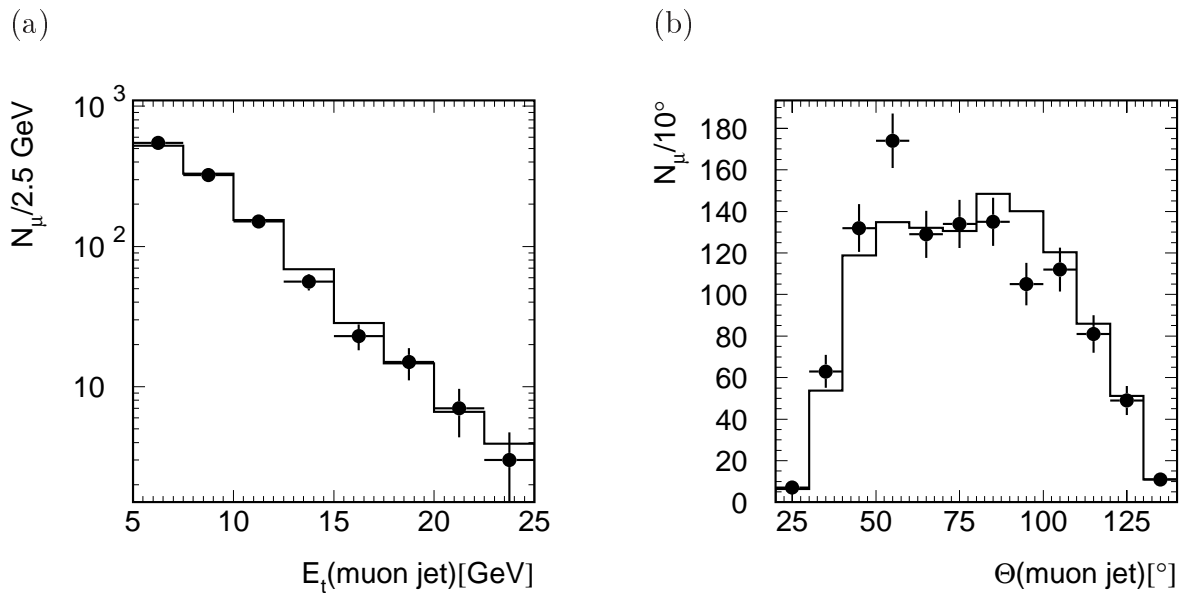 (a)
(b)
N_μ/2.5 GeV
10^3
10^2
10
5 10 15 20 25
E_t(muon jet)[GeV]
N_μ/10°
180
160
140
120
100
80
60
40
20
0
25 50 75 100 125
Θ(muon jet)[°]